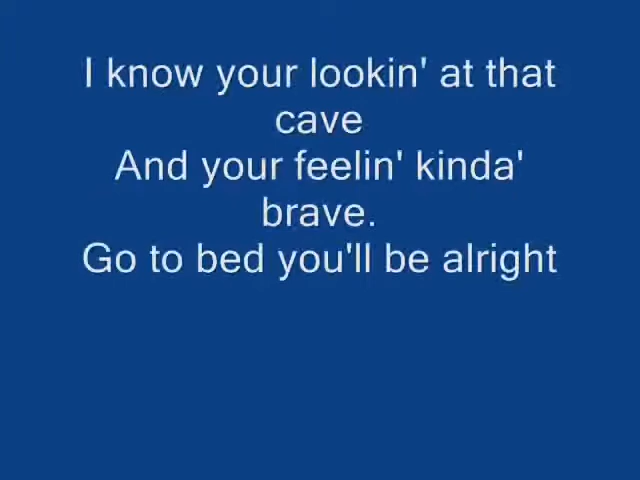 I know your lookin' at that
cave
And your feelin' kinda'
brave.
Go to bed you'll be alright